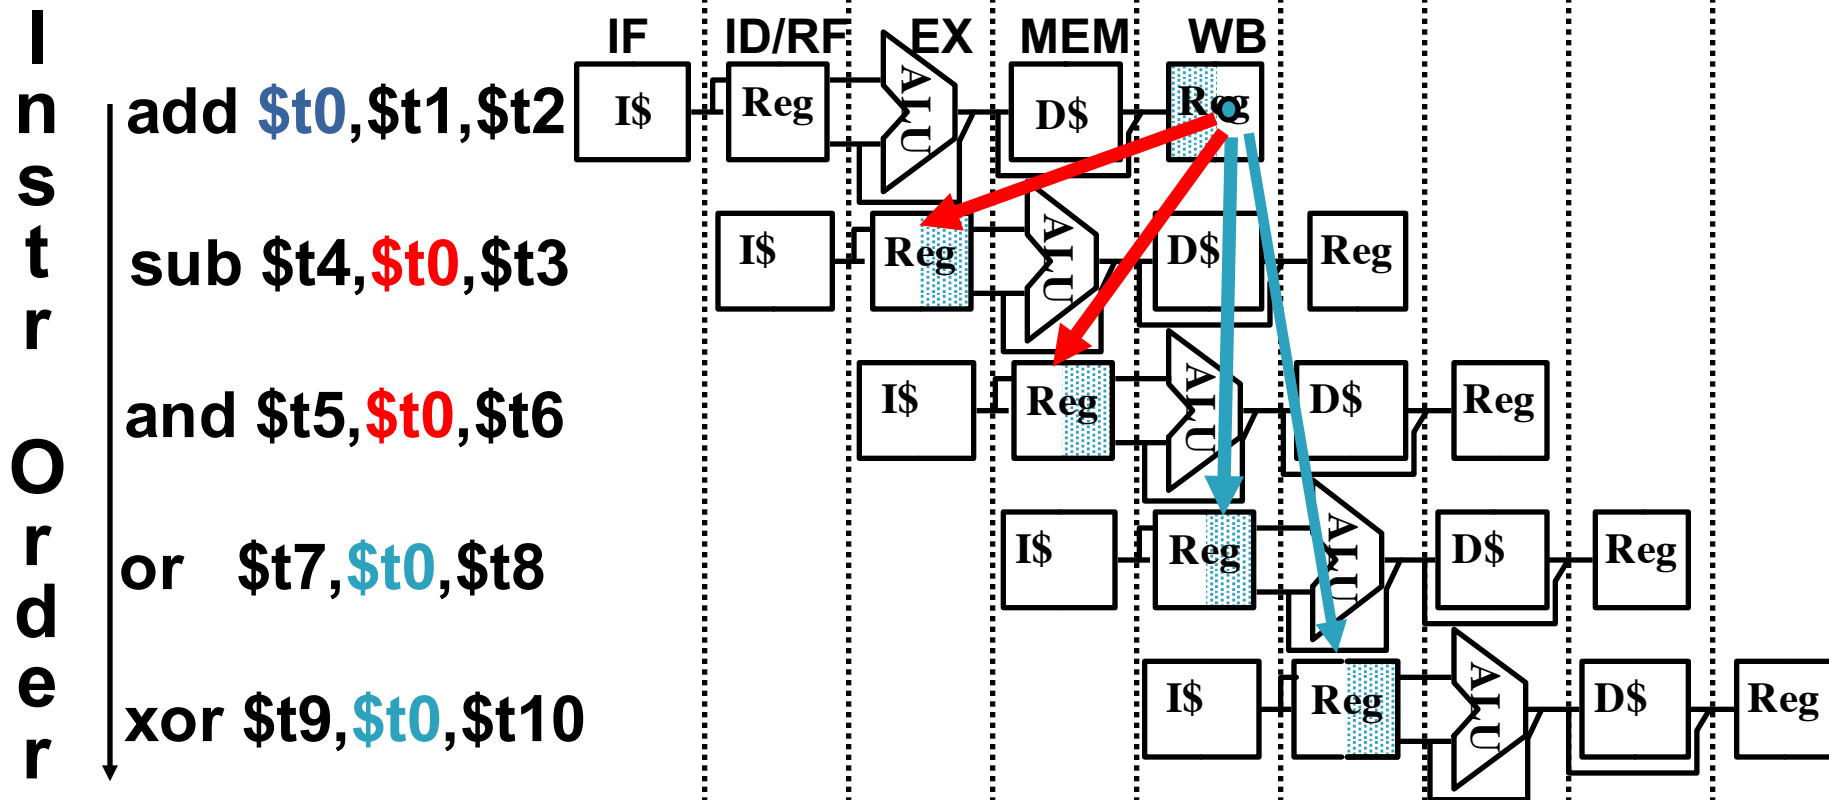 Instr Order
IF ID/RF EX MEM WB
add $t0,$t1,$t2 I$ Reg ALU D$ Reg
sub $t4,$t0,$t3 I$ Reg ALU D$ Reg
and $t5,$t0,$t6 I$ Reg ALU D$ Reg
or $t7,$t0,$t8 I$ Reg ALU D$ Reg
xor $t9,$t0,$t10 I$ Reg ALU D$ Reg